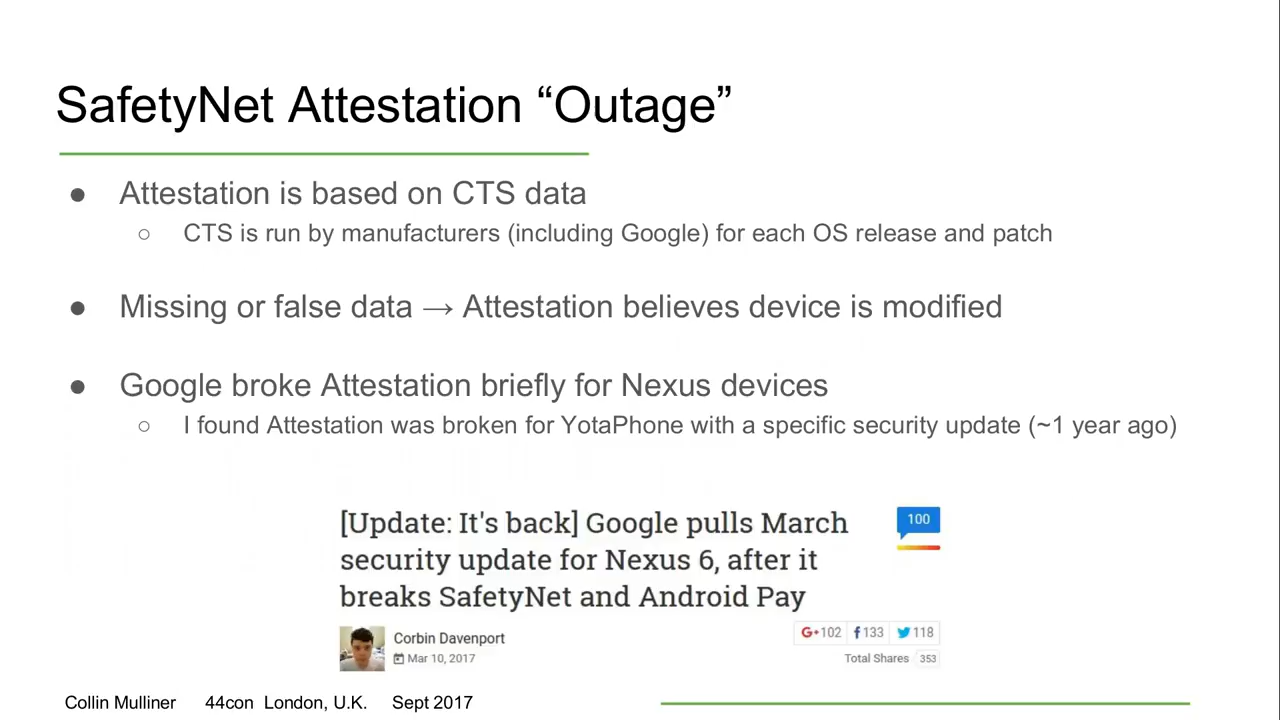 SafetyNet Attestation “Outage”
● Attestation is based on CTS data
○ CTS is run by manufacturers (including Google) for each OS release and patch
● Missing or false data → Attestation believes device is modified
● Google broke Attestation briefly for Nexus devices
○ I found Attestation was broken for YotaPhone with a specific security update (~1 year ago)
[Update: It's back] Google pulls March
security update for Nexus 6, after it
breaks SafetyNet and Android Pay
100
Corbin Davenport
Mar 10, 2017
G+ 102 f 133 118
Total Shares 353
Collin Mulliner 44con London, U.K. Sept 2017